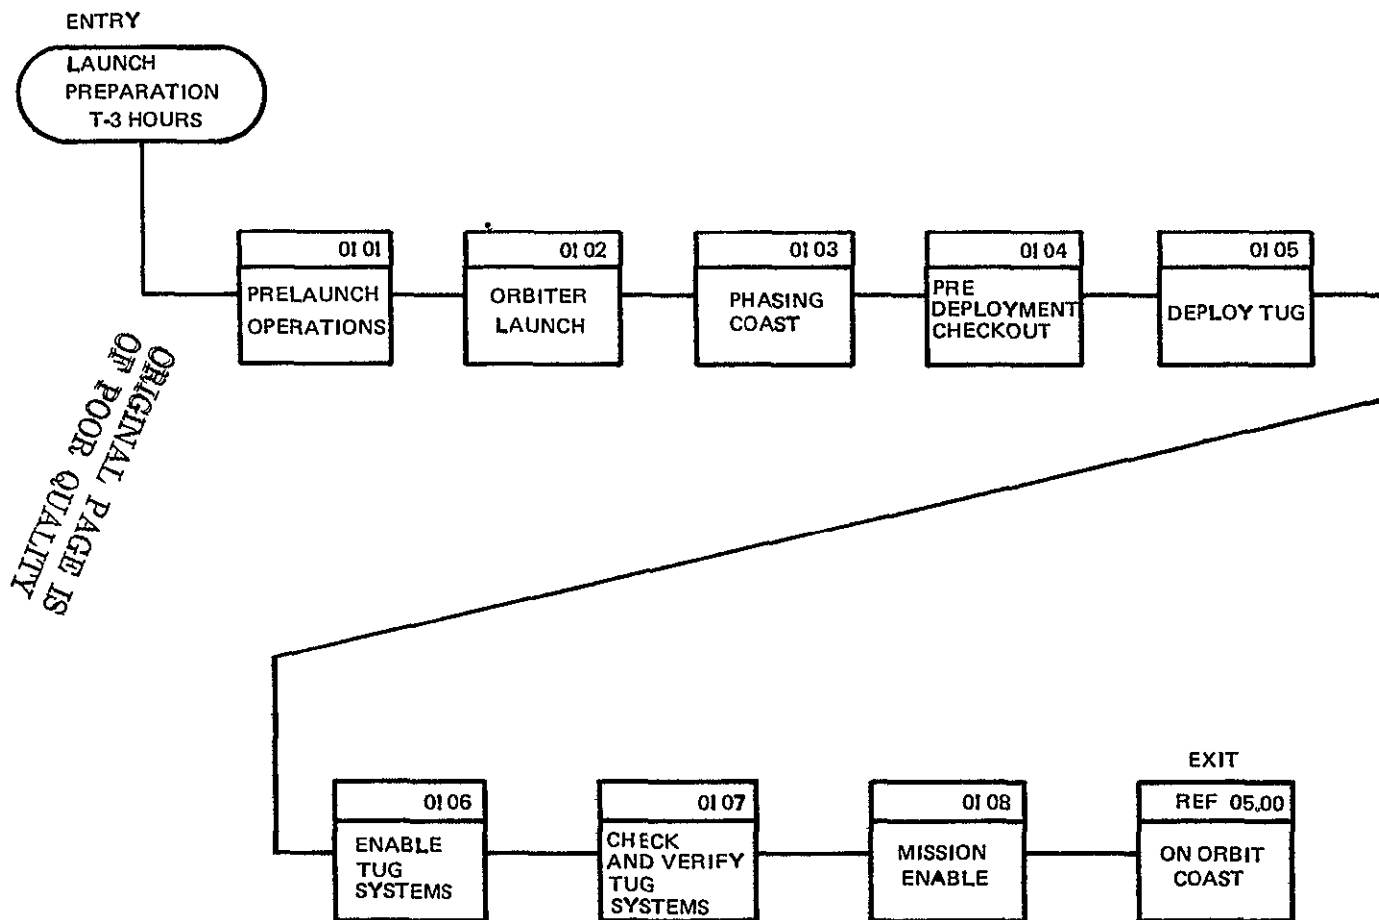 ENTRY
LAUNCH
PREPARATION
T-3 HOURS
01 01
PRELAUNCH
OPERATIONS
01 02
ORBITER
LAUNCH
01 03
PHASING
COAST
01 04
PRE
DEPLOYMENT
CHECKOUT
01 05
DEPLOY TUG
ORIGINAL PAGE IS
OF POOR QUALITY
01 06
ENABLE
TUG
SYSTEMS
01 07
CHECK
AND VERIFY
TUG
SYSTEMS
01 08
MISSION
ENABLE
EXIT
REF 05.00
ON ORBIT
COAST